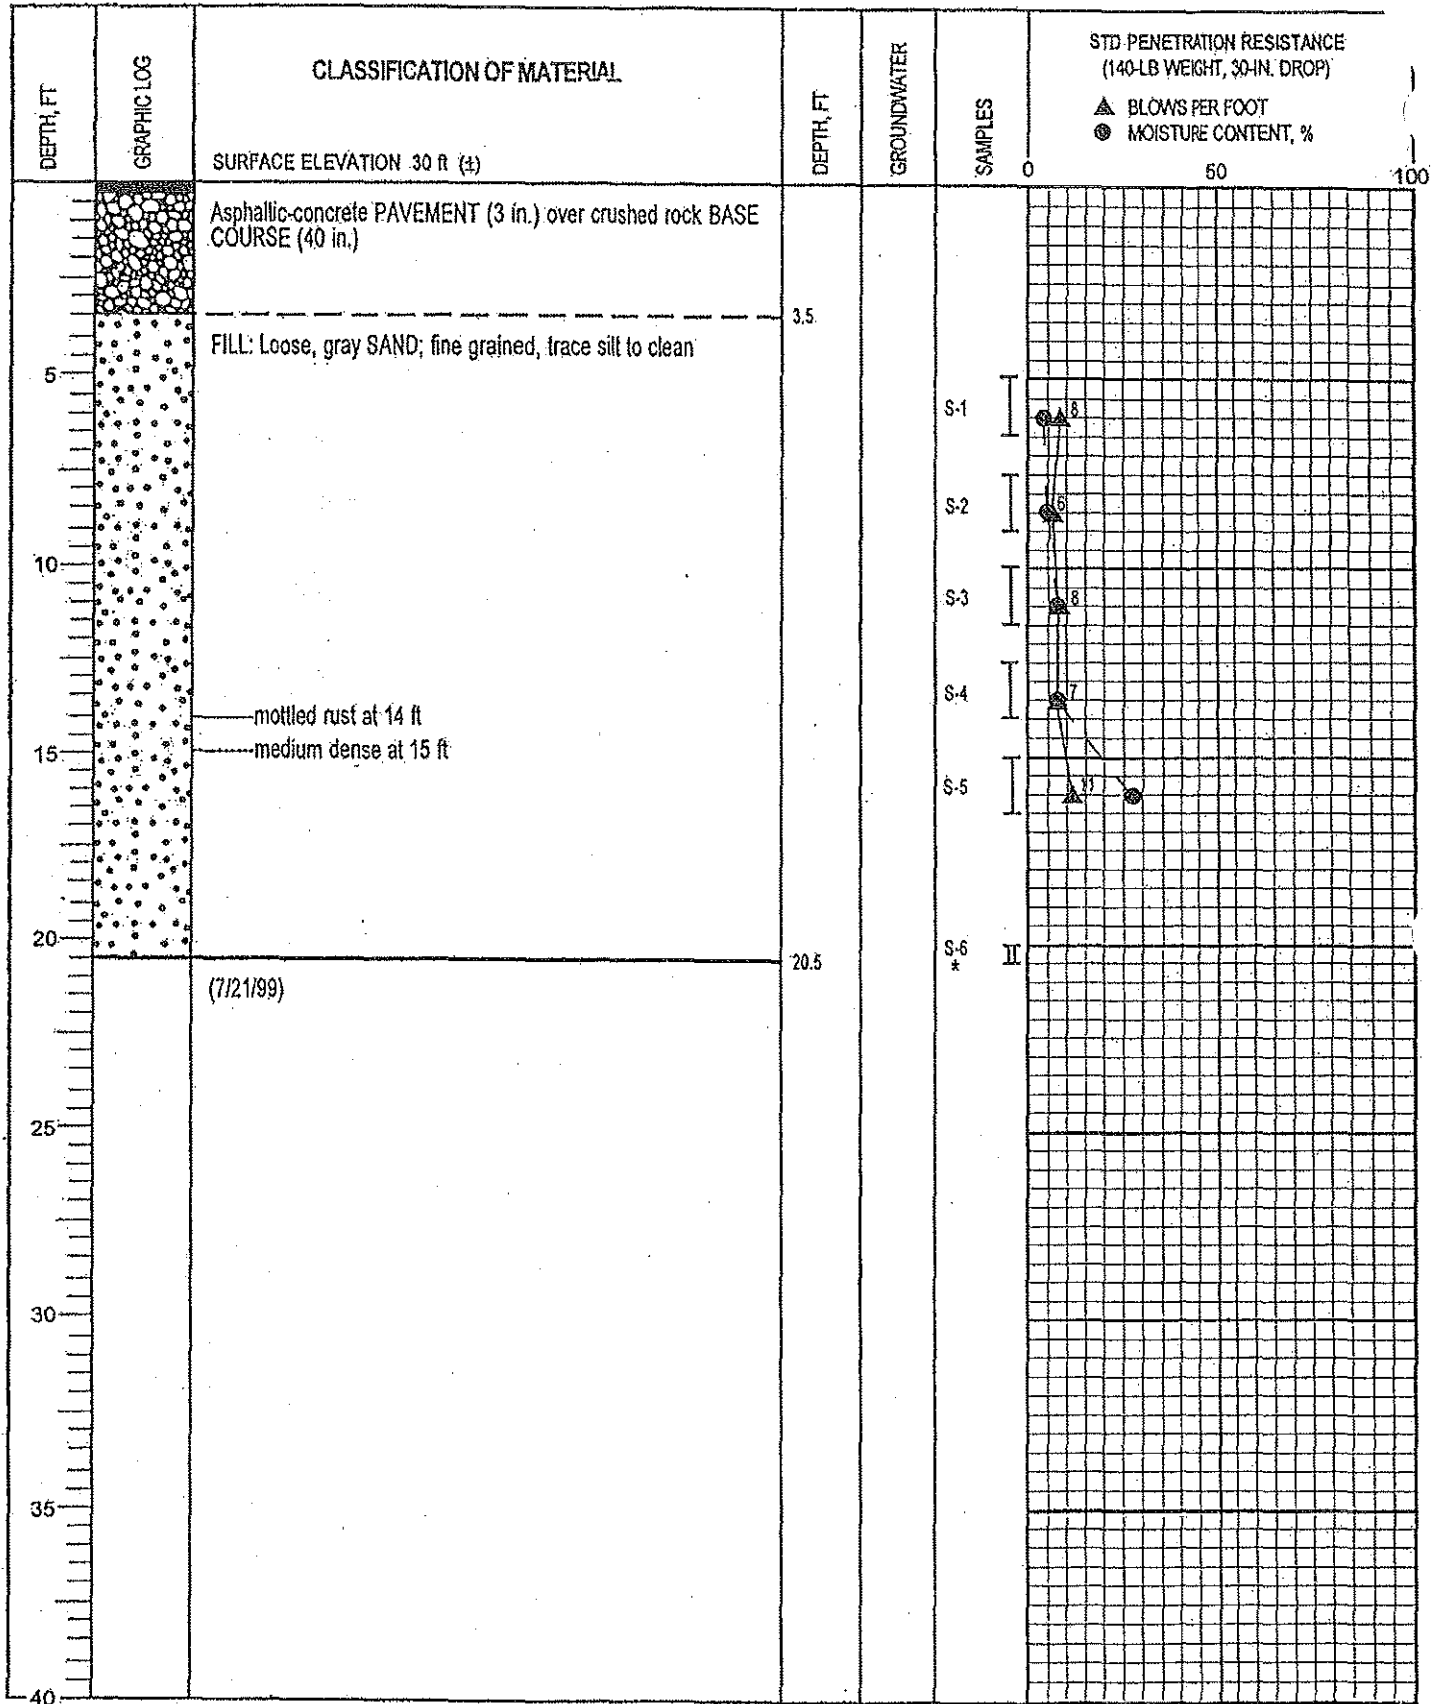 DEPTH, FT
GRAPHIC LOG
CLASSIFICATION OF MATERIAL
SURFACE ELEVATION 30 ft (±)
DEPTH, FT
GROUNDWATER
SAMPLES
STD PENETRATION RESISTANCE
(140-LB WEIGHT, 30-IN. DROP)
BLOWS PER FOOT
MOISTURE CONTENT, %
0 50 100
Asphaltic-concrete PAVEMENT (3 in.) over crushed rock BASE
COURSE (40 in.)
3.5
FILL: Loose, gray SAND; fine grained, trace silt to clean
5
S-1 8
S-2 6
10
S-3 8
S-4 7
mottled rust at 14 ft
15
medium dense at 15 ft
S-5 11
20
S-6
*
20.5
(7/21/99)
25
30
35
40